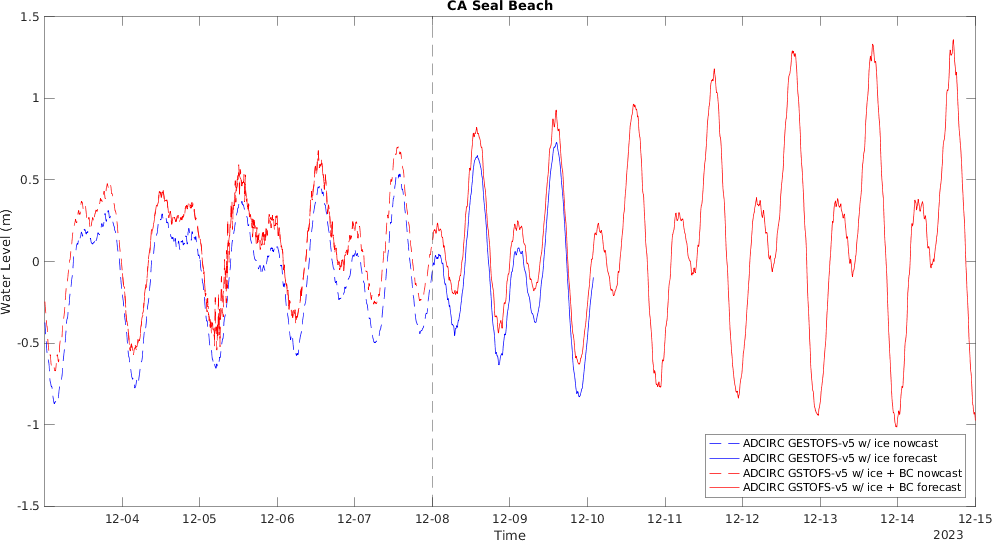 CA Seal Beach
1.5
1
0.5
0
-0.5
-1
-1.5
Water Level (m)
12-04 12-05 12-06 12-07 12-08 12-09 12-10 12-11 12-12 12-13 12-14 12-15
Time
2023
ADCIRC GESTOFS-v5 w/ ice nowcast
ADCIRC GESTOFS-v5 w/ ice forecast
ADCIRC GSTOFS-v5 w/ ice + BC nowcast
ADCIRC GSTOFS-v5 w/ ice + BC forecast